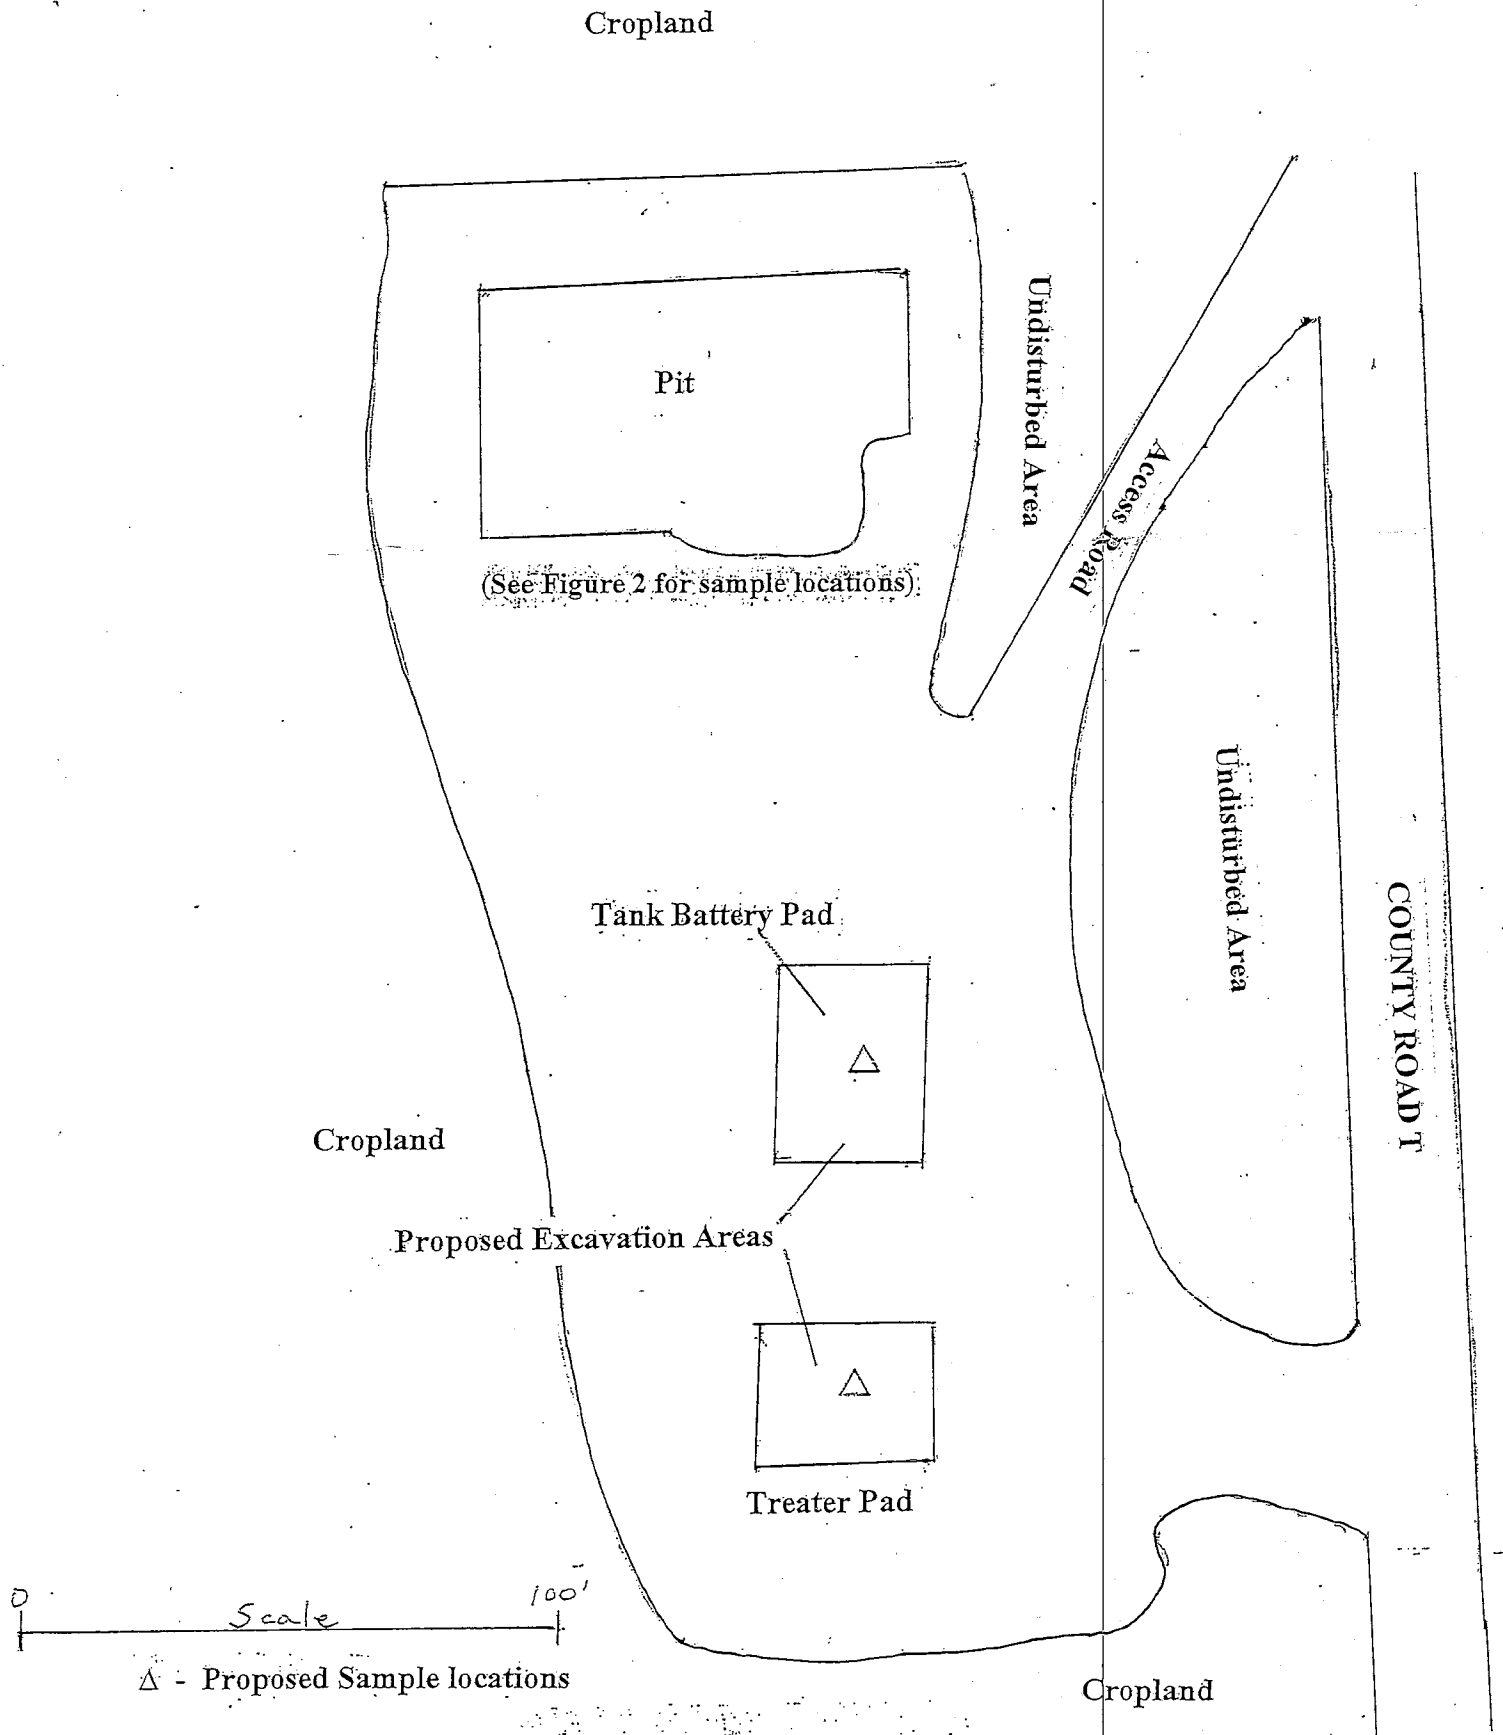 Cropland
Pit
Undisturbed Area
Access Road
(See Figure 2 for sample locations)
Undisturbed Area
Tank Battery Pad
COUNTY ROAD T
Cropland
Proposed Excavation Areas
Treater Pad
0
100'
Scale
Δ - Proposed Sample locations
Cropland